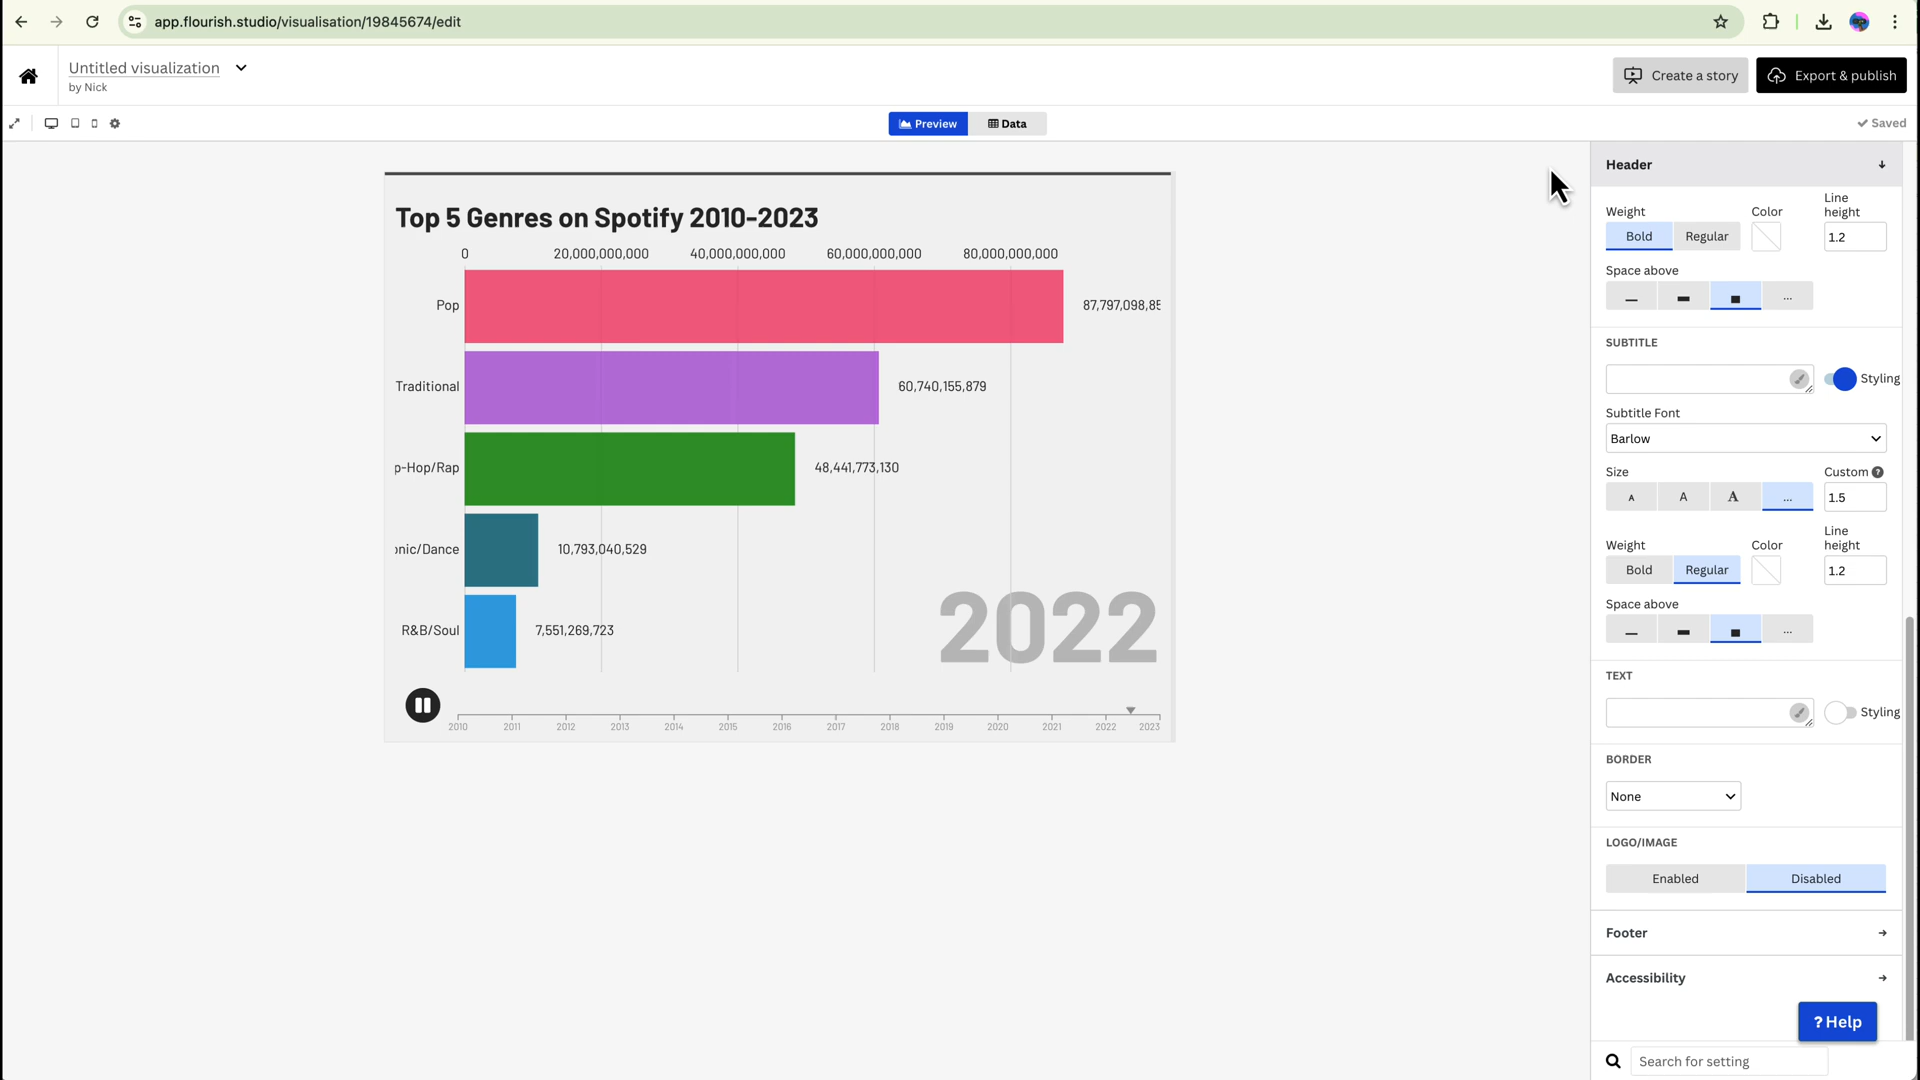 app.flourish.studio/visualisation/19845674/edit
Untitled visualization
by Nick
Create a story
Export & publish
Preview
Data
Saved
Top 5 Genres on Spotify 2010-2023
0 20,000,000,000 40,000,000,000 60,000,000,000 80,000,000,000
Pop 87,797,098,85
Traditional 60,740,155,879
p-Hop/Rap 48,441,773,130
onic/Dance 10,793,040,529
R&B/Soul 7,551,269,723
2022
2010 2011 2012 2013 2014 2015 2016 2017 2018 2019 2020 2021 2022 2023
Header
Weight Color Line height
Bold Regular 1.2
Space above
...
SUBTITLE
Styling
Subtitle Font
Barlow
Size Custom ?
A A A ... 1.5
Weight Color Line height
Bold Regular 1.2
Space above
...
TEXT
Styling
BORDER
None
LOGO/IMAGE
Enabled Disabled
Footer
Accessibility
? Help
Search for setting